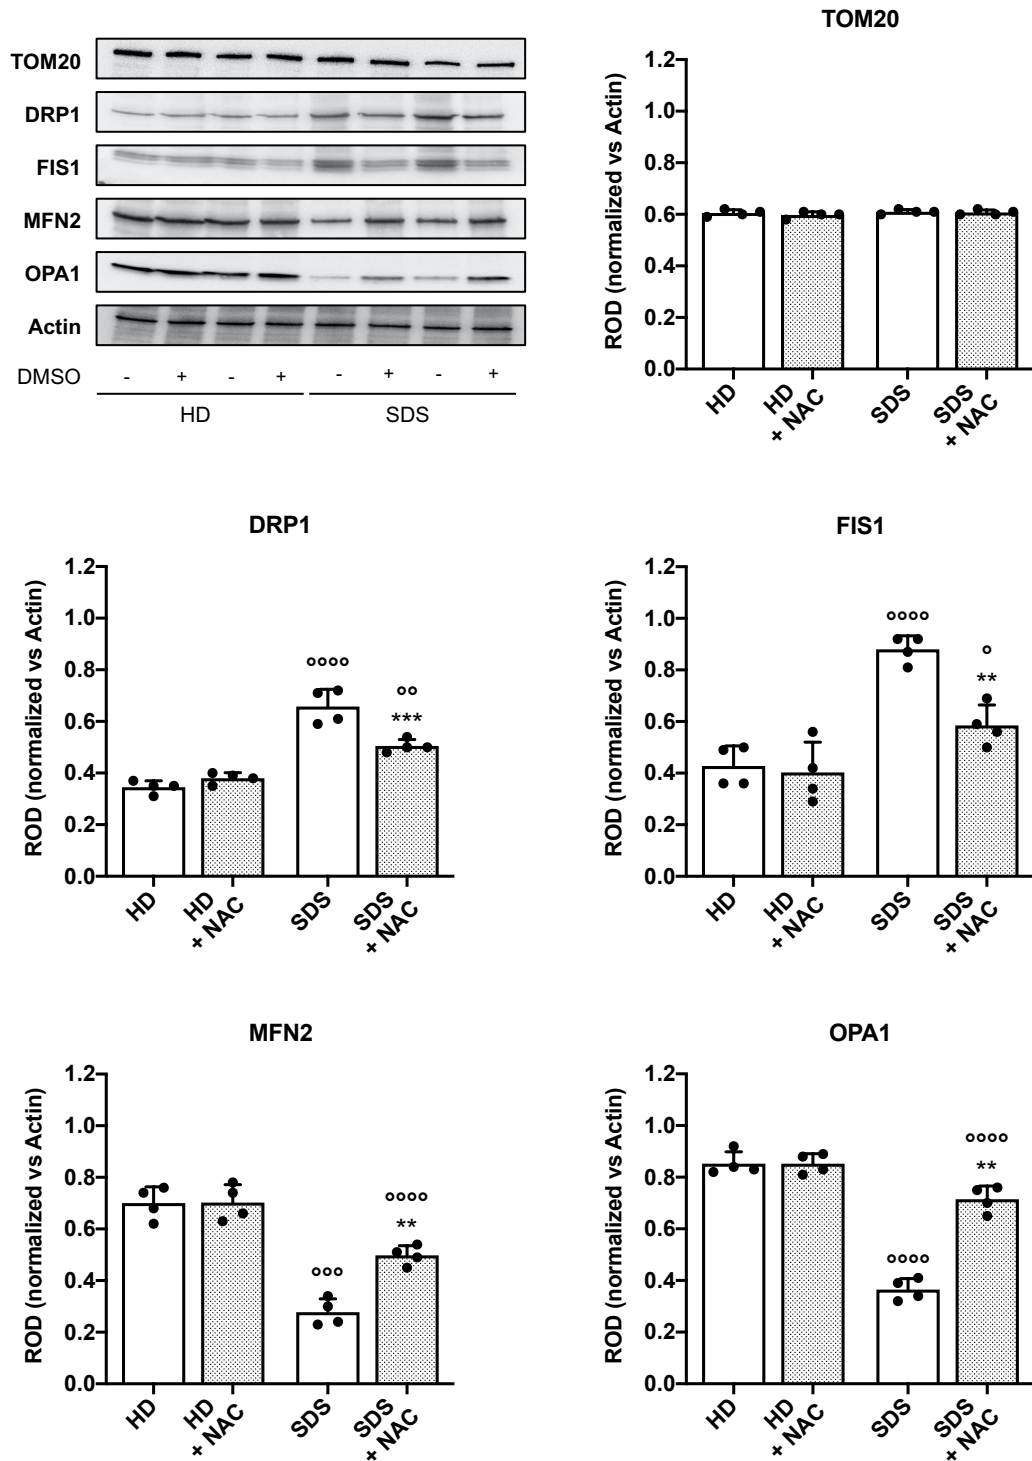 TOM20
DRP1
FIS1
MFN2
OPA1
Actin
DMSO - + - + - + - +
HD SDS
TOM20
ROD (normalized vs Actin)
1.2
1.0
0.8
0.6
0.4
0.2
0.0
HD
HD
+ NAC
SDS
SDS
+ NAC
DRP1
ROD (normalized vs Actin)
1.2
1.0
0.8
0.6
0.4
0.2
0.0
°°°°
°°
***
HD
HD
+ NAC
SDS
SDS
+ NAC
FIS1
ROD (normalized vs Actin)
1.2
1.0
0.8
0.6
0.4
0.2
0.0
°°°°
°
**
HD
HD
+ NAC
SDS
SDS
+ NAC
MFN2
ROD (normalized vs Actin)
1.2
1.0
0.8
0.6
0.4
0.2
0.0
°°°
°°°°
**
HD
HD
+ NAC
SDS
SDS
+ NAC
OPA1
ROD (normalized vs Actin)
1.2
1.0
0.8
0.6
0.4
0.2
0.0
°°°°
°°°°
**
HD
HD
+ NAC
SDS
SDS
+ NAC